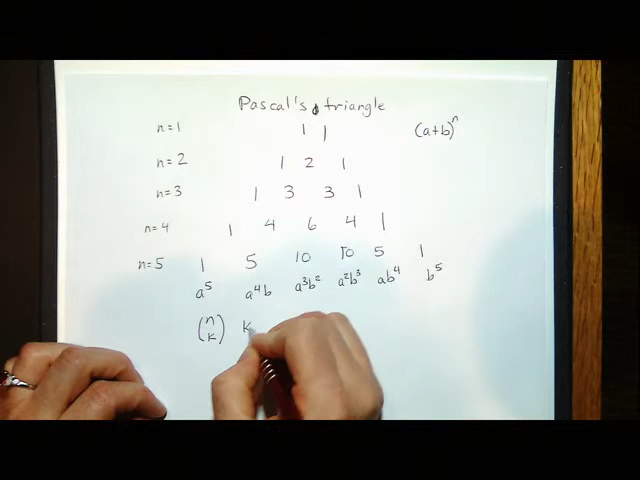 Pascal's triangle
n=1 1 1 (a+b)^n
n=2 1 2 1
n=3 1 3 3 1
n=4 1 4 6 4 1
n=5 1 5 10 10 5 1
a^5 a^4b a^3b^2 a^2b^3 ab^4 b^5
(n k) k